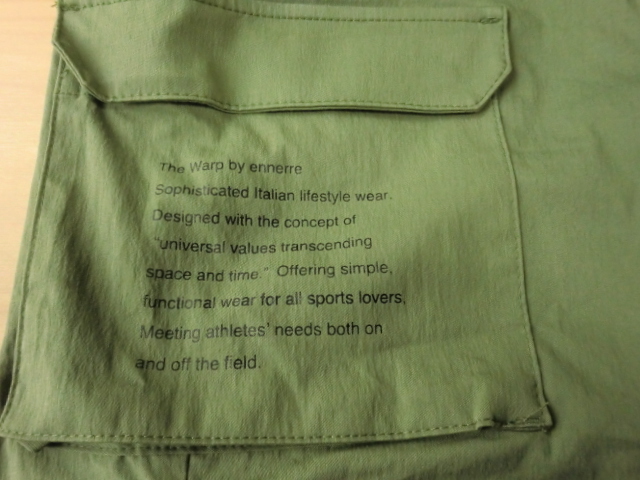 The Warp by ennerre
Sophisticated Italian lifestyle wear.
Designed with the concept of
"universal values transcending
space and time." Offering simple,
functional wear for all sports lovers,
Meeting athletes' needs both on
and off the field.